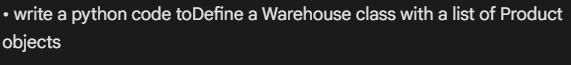 • write a python code toDefine a Warehouse class with a list of Product
objects